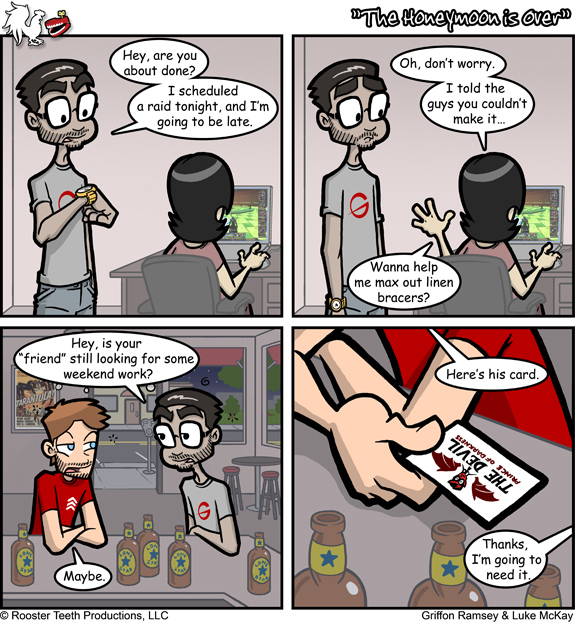 "The Honeymoon is Over"
Hey, are you
about done?
I scheduled
a raid tonight, and I'm
going to be late.
Oh, don't worry.
I told the
guys you couldn't
make it...
Wanna help
me max out linen
bracers?
Hey, is your
"friend" still looking for some
weekend work?
TARANTULA!
Maybe.
Here's his card.
THE DEVIL
PRINCE OF DARKNESS
Thanks,
I'm going to
need it.
© Rooster Teeth Productions, LLC
Griffon Ramsey & Luke McKay